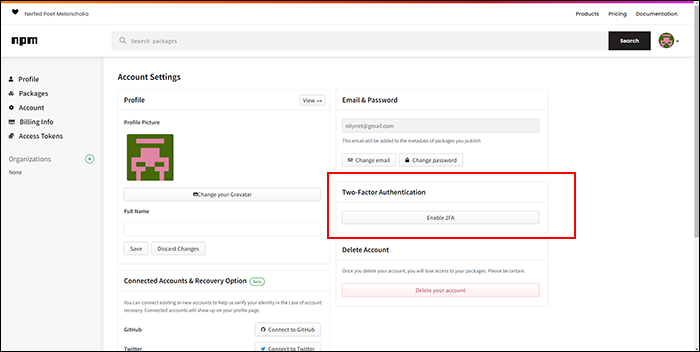 Nerfed Poet Melancholia
Products
Pricing
Documentation
npm
Search packages
Search
Profile
Packages
Account
Billing Info
Access Tokens
Organizations
None
Account Settings
Profile
View →
Profile Picture
Change your Gravatar
Full Name
Save
Discard Changes
Connected Accounts & Recovery Option
Beta
You can connect existing or new accounts to help us verify your identity in the case of account
recovery. Connected accounts will show up on your profile page.
GitHub
Connect to GitHub
Twitter
Connect to Twitter
Email & Password
nilyrret@gmail.com
This email will be added to the metadata of packages you publish
Change email
Change password
Two-Factor Authentication
Enable 2FA
Delete Account
Once you delete your account, you will lose access to your packages. Please be certain.
Delete your account